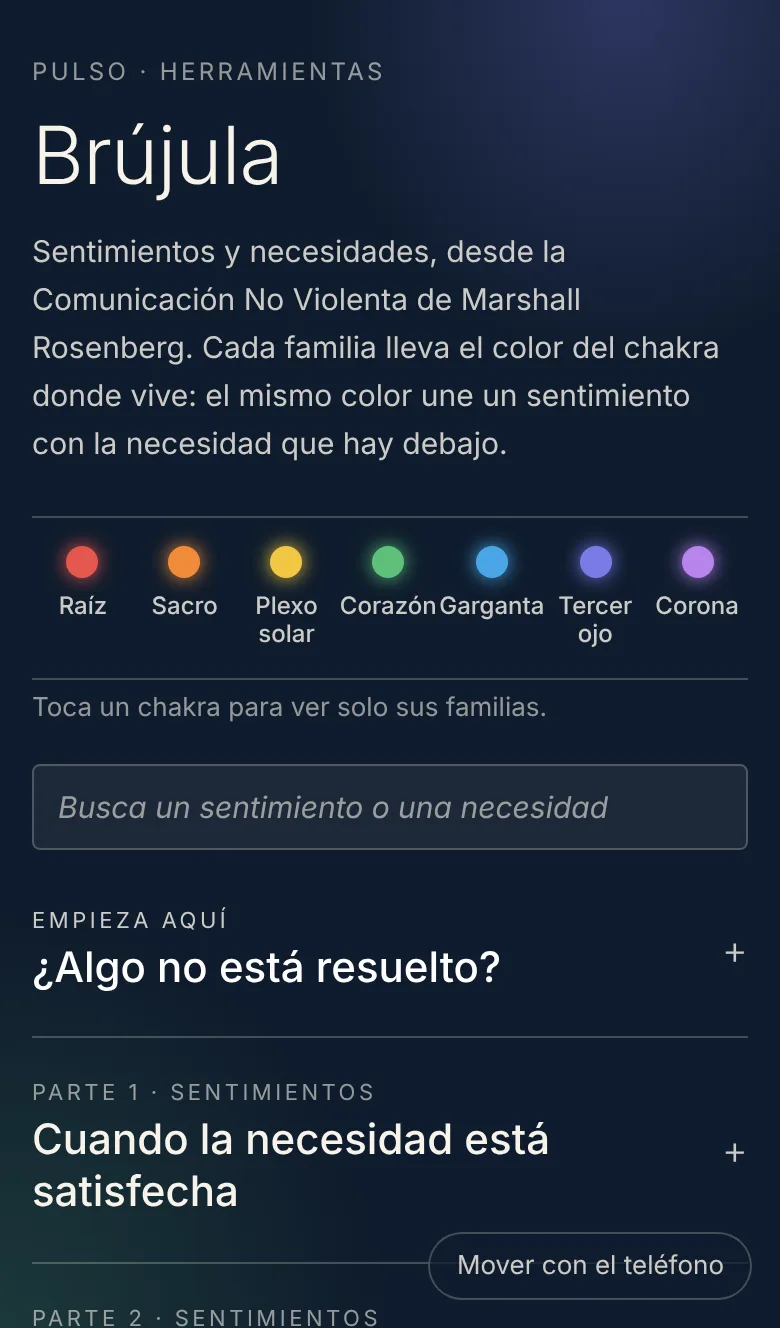 PULSO · HERRAMIENTAS
Brújula
Sentimientos y necesidades, desde la
Comunicación No Violenta de Marshall
Rosenberg. Cada familia lleva el color del chakra
donde vive: el mismo color une un sentimiento
con la necesidad que hay debajo.
Raíz
Sacro
Plexo
solar
Corazón
Garganta
Tercer
ojo
Corona
Toca un chakra para ver solo sus familias.
Busca un sentimiento o una necesidad
EMPIEZA AQUÍ
¿Algo no está resuelto?
+
PARTE 1 · SENTIMIENTOS
Cuando la necesidad está
satisfecha
+
Mover con el teléfono
PARTE 2 · SENTIMIENTOS